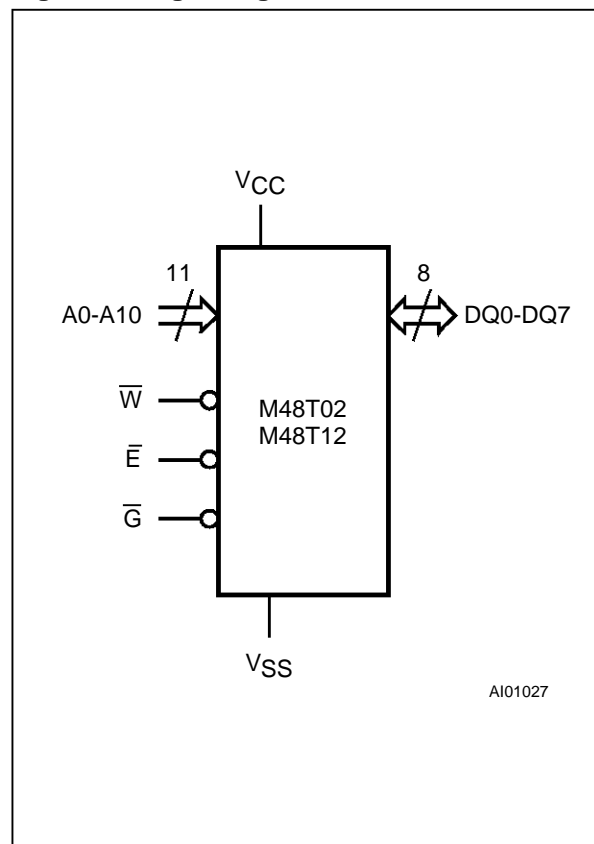 VCC
11
8
A0-A10
DQ0-DQ7
W̅
M48T02
M48T12
E̅
G̅
VSS
AI01027